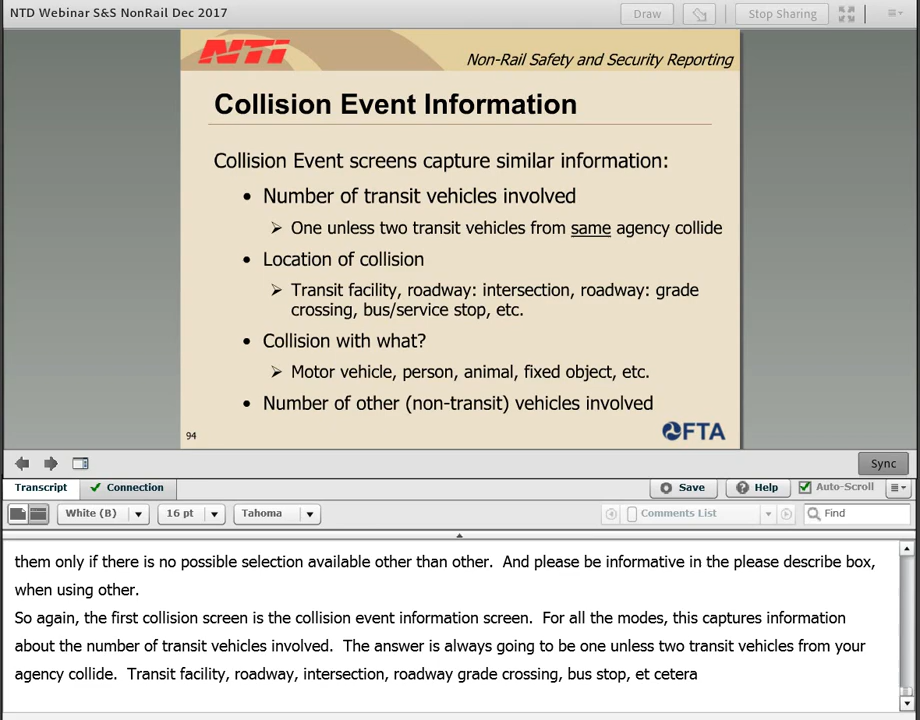 NTD Webinar S&S NonRail Dec 2017
Draw
Stop Sharing
NTI
Non-Rail Safety and Security Reporting
Collision Event Information
Collision Event screens capture similar information:
• Number of transit vehicles involved
➢ One unless two transit vehicles from same agency collide
• Location of collision
➢ Transit facility, roadway: intersection, roadway: grade
crossing, bus/service stop, etc.
• Collision with what?
➢ Motor vehicle, person, animal, fixed object, etc.
• Number of other (non-transit) vehicles involved
94
FTA
Sync
Transcript
Connection
Save
Help
Auto-Scroll
White (B)
16 pt
Tahoma
Comments List
Find
them only if there is no possible selection available other than other.  And please be informative in the please describe box,
when using other.
So again, the first collision screen is the collision event information screen.  For all the modes, this captures information
about the number of transit vehicles involved.  The answer is always going to be one unless two transit vehicles from your
agency collide.  Transit facility, roadway, intersection, roadway grade crossing, bus stop, et cetera